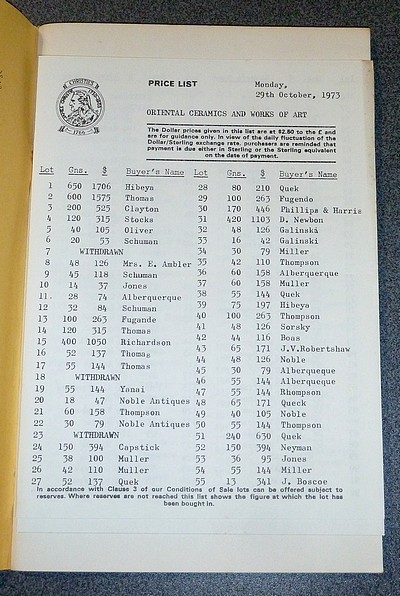 CHRISTIE'S
1766
PRICE LIST
Monday,
29th October, 1973
ORIENTAL CERAMICS AND WORKS OF ART
The Dollar prices given in this list are at $2.50 to the £ and
are for guidance only. In view of the daily fluctuation of the
Dollar/Sterling exchange rate, purchasers are reminded that
payment is due either in Sterling or the Sterling equivalent
on the date of payment.
Lot Gns. $ Buyer's Name
1 650 1706 Hibeya
2 600 1575 Thomas
3 200 525 Clayton
4 120 315 Stocks
5 40 105 Oliver
6 20 53 Schuman
7 WITHDRAWN
8 48 126 Mrs. E. Ambler
9 45 118 Schuman
10 14 37 Jones
11. 28 74 Alberquerque
12 32 84 Schuman
13 100 263 Fugande
14 120 315 Thomas
15 400 1050 Richardson
16 52 137 Thomas
17 55 144 Thomas
18 WITHDRAWN
19 55 144 Yanai
20 18 47 Noble Antiques
21 60 158 Thompson
22 30 79 Noble Antiques
23 WITHDRAWN
24 150 394 Capstick
25 38 100 Muller
26 42 110 Muller
27 52 137 Quek
Lot Gns. $ Buyer's Name
28 80 210 Quek
29 100 263 Fugendo
30 170 446 Phillips & Harris
31 420 1103 D. Newbon
32 48 126 Galinski
33 16 42 Galinski
34 30 79 Miller
35 42 110 Thompson
36 60 158 Alberquerque
37 60 158 Muller
38 55 144 Quek
39 75 197 Hibeya
40 100 263 Thompson
41 48 126 Sorsky
42 44 116 Boas
43 65 171 J.V.Robertshaw
44 48 126 Noble
45 30 79 Alberqueque
46 55 144 Alberqueque
47 55 144 Rhompson
48 65 171 Queck
49 40 105 Noble
50 55 144 Thompson
51 240 630 Quek
52 150 394 Neyman
53 36 95 Jones
54 55 144 Miller
55 13 341 J. Boscoe
In accordance with Clause 3 of our Conditions of Sale lots can be offered subject to
reserves. Where reserves are not reached this list shows the figure at which the lot has
been bought in.